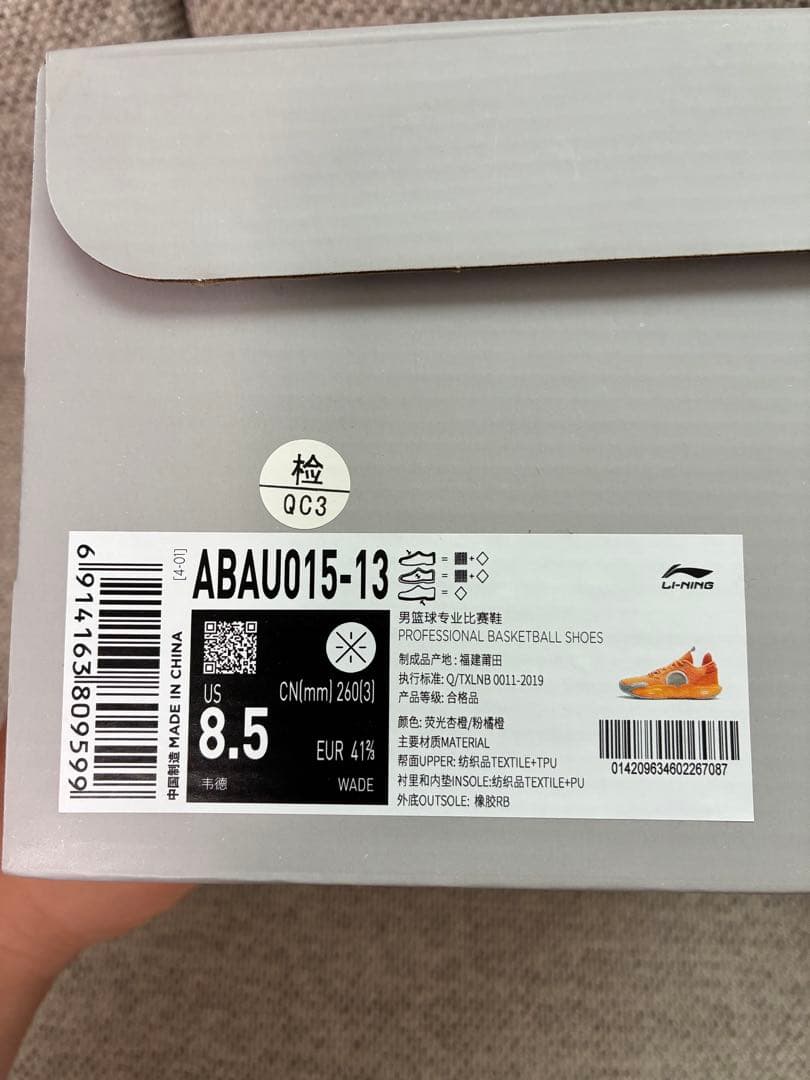 检
QC3
6 914163 809599
[4-01]
中国制造 MADE IN CHINA
ABAU015-13
US
8.5
CN(mm) 260(3)
EUR 41⅔
韦德
WADE
= +
= +
=
男篮球专业比赛鞋
PROFESSIONAL BASKETBALL SHOES
制成品产地: 福建莆田
执行标准: Q/TXLNB 0011-2019
产品等级: 合格品
颜色: 荧光杏橙/粉橘橙
主要材质MATERIAL
帮面UPPER: 纺织品TEXTILE+TPU
衬里和内垫INSOLE:纺织品TEXTILE+PU
外底OUTSOLE: 橡胶RB
LI-NING
014209634602267087